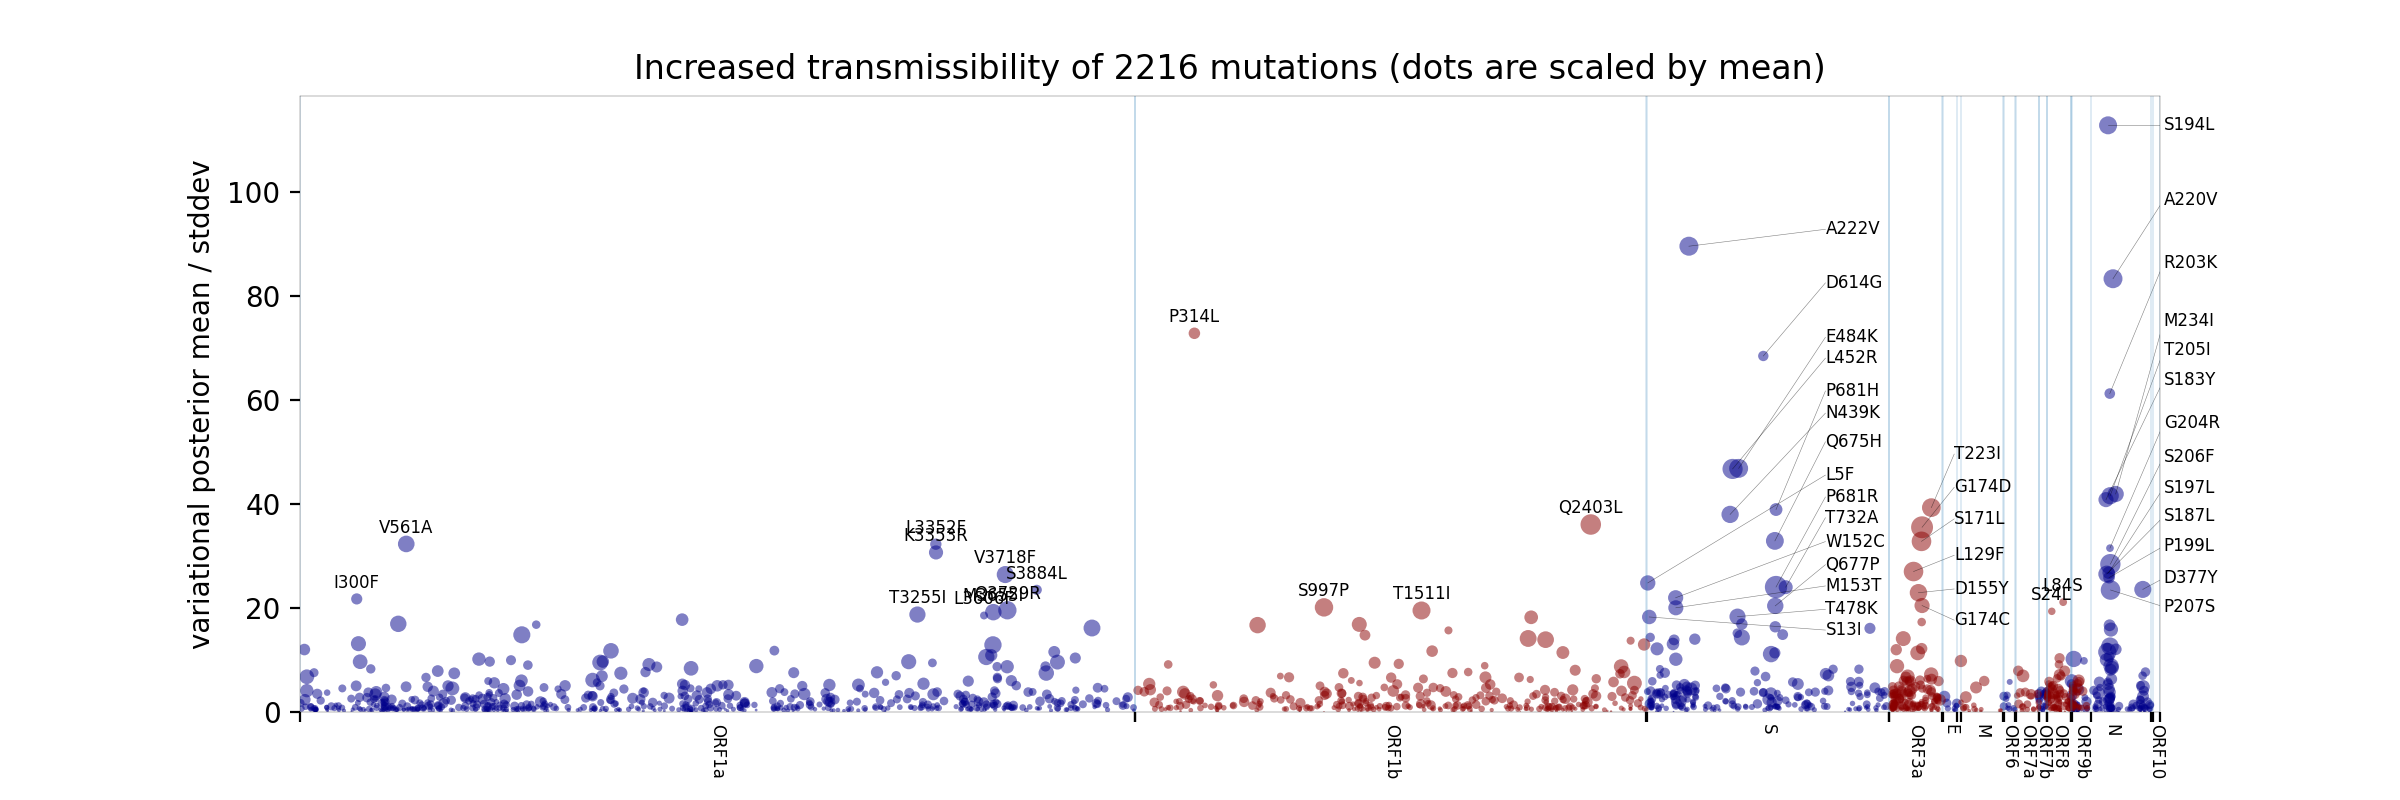 Increased transmissibility of 2216 mutations (dots are scaled by mean)
variational posterior mean / stddev
100
80
60
40
20
0
V561A
I300F
L3352F
K3353R
V3718F
S3884L
T3255I
L3606F
P314L
S997P
T1511I
Q2403L
A222V
D614G
E484K
L452R
P681H
N439K
Q675H
L5F
P681R
T732A
W152C
Q677P
M153T
T478K
S13I
T223I
G174D
S171L
L129F
D155Y
G174C
L84S
S24L
S194L
A220V
R203K
M234I
T205I
S183Y
G204R
S206F
S197L
S187L
P199L
D377Y
P207S
ORF1a
ORF1b
S
ORF3a
E
M
ORF6
ORF7a
ORF7b
ORF8
ORF9b
N
ORF10